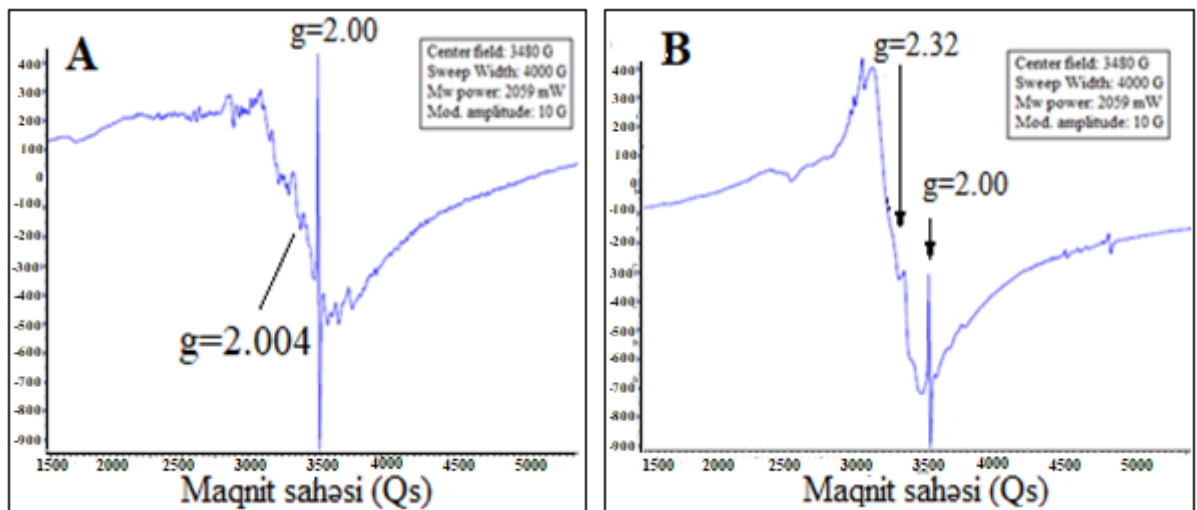 A
g=2.00
Center field: 3480 G
Sweep Width: 4000 G
Mw power: 2059 mW
Mod. amplitude: 10 G
g=2.004
400
300
200
100
0
-100
-200
-300
-400
-500
-600
-700
-800
-900
1500 2000 2500 3000 3500 4000 4500 5000
Maqnit sahəsi (Qs)
B
g=2.32
Center field: 3480 G
Sweep Width: 4000 G
Mw power: 2059 mW
Mod. amplitude: 10 G
g=2.00
400
300
200
100
0
-100
-200
-300
-400
-500
-600
-700
-800
-900
1500 2000 2500 3000 3500 4000 4500 5000
Maqnit sahəsi (Qs)